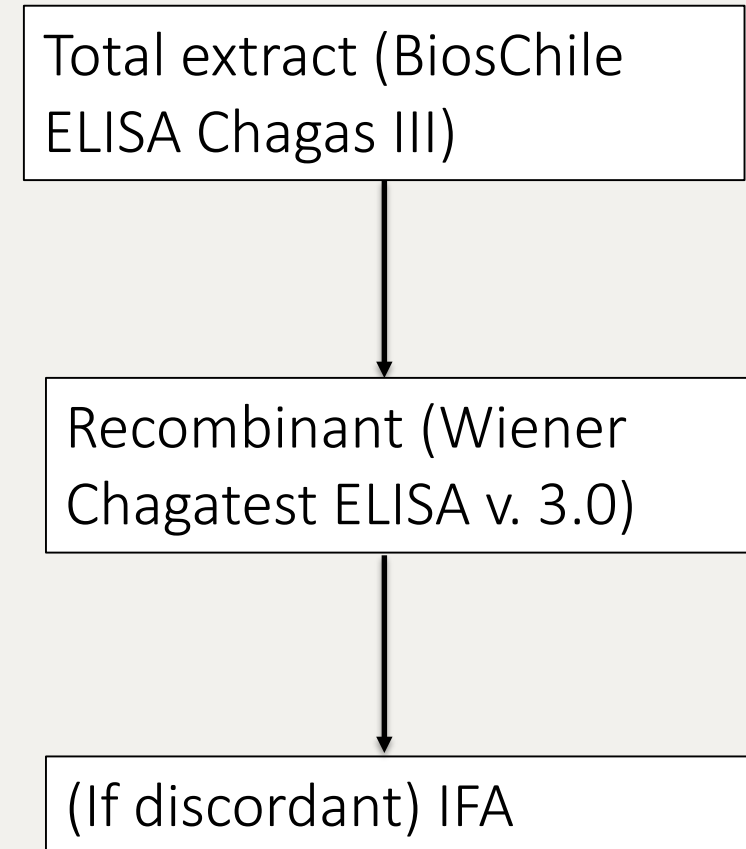 Total extract (BiosChile
ELISA Chagas III)
Recombinant (Wiener
Chagatest ELISA v. 3.0)
(If discordant) IFA